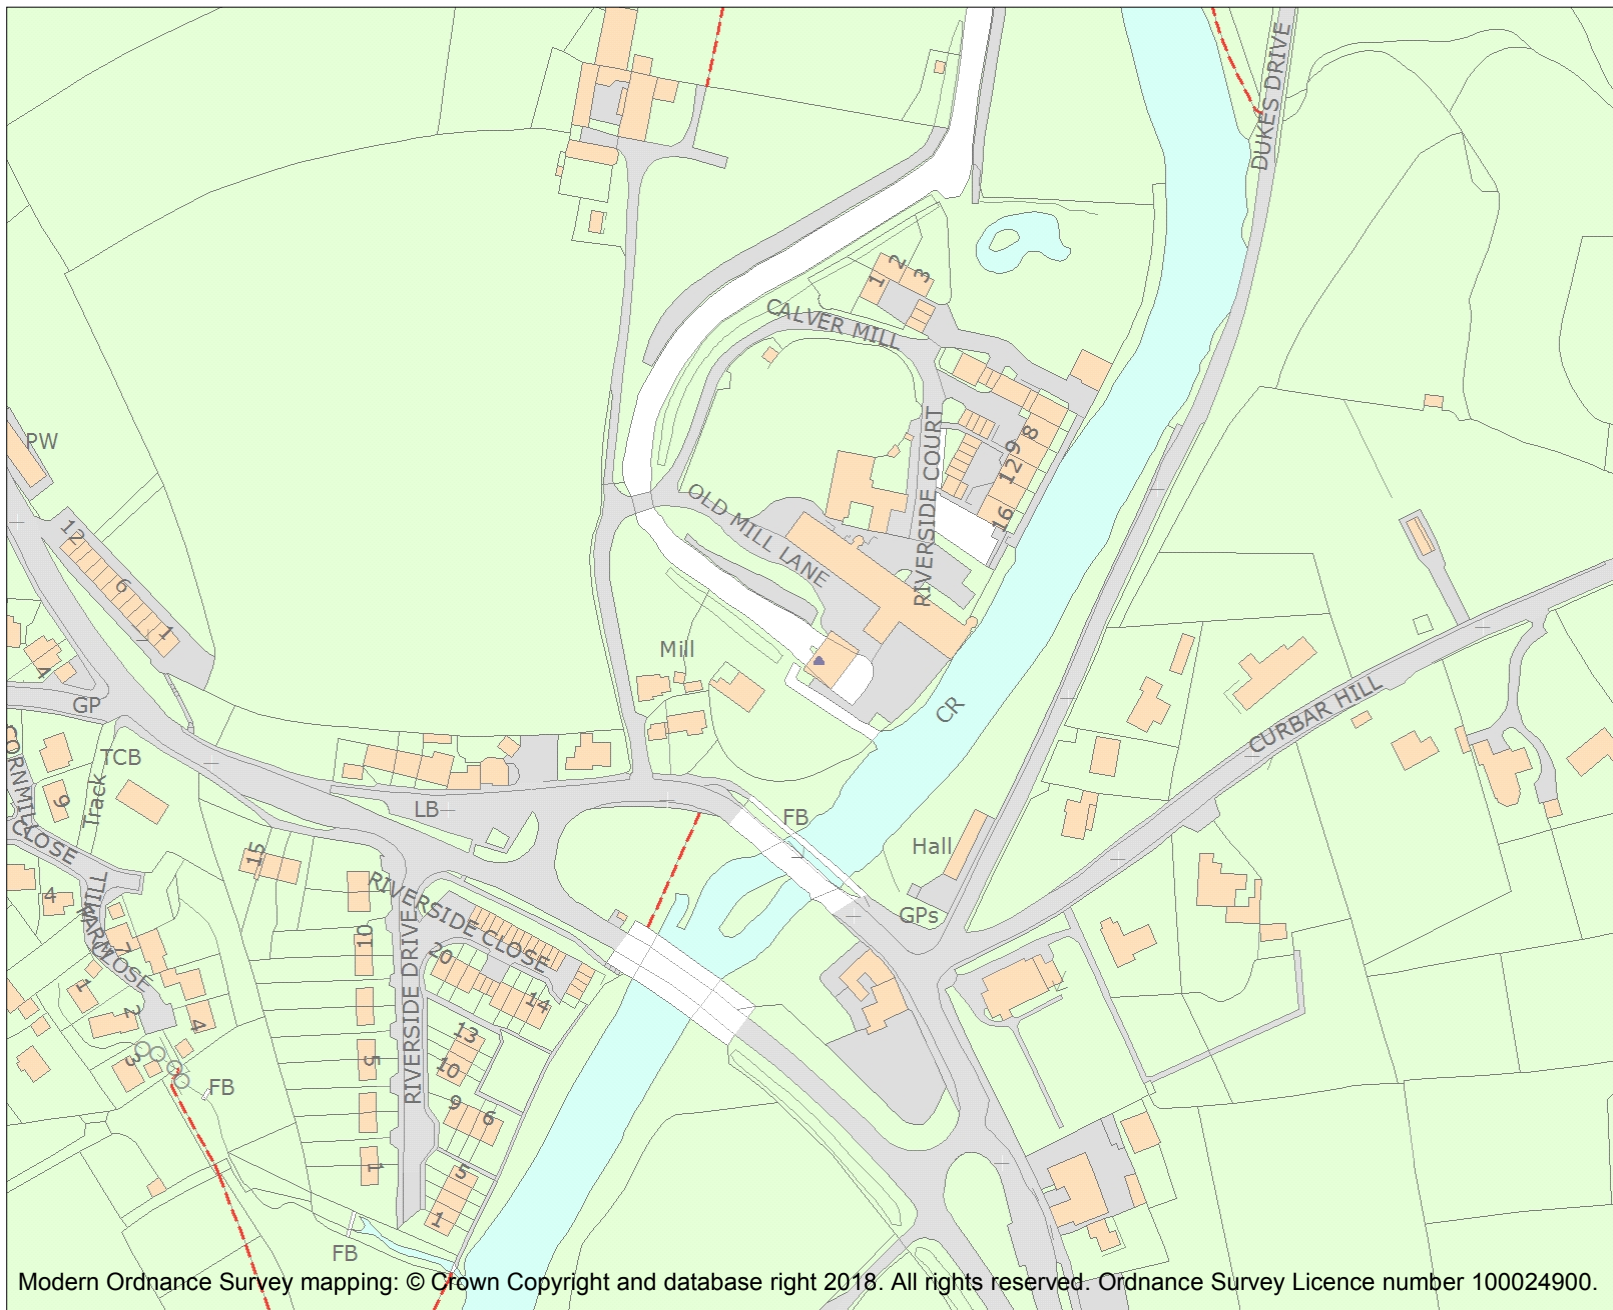 DUKES DRIVE
1
2
3
CALVER MILL
PW
RIVERSIDE COURT
8
9
12
16
OLD MILL LANE
12
6
1
Mill
4
GP
CR
CURBAR HILL
TCB
CORNMILL
CLOSE
9
Track
LB
FB
Hall
15
GPs
4
MILL
FARM
CLOSE
RIVERSIDE CLOSE
RIVERSIDE DRIVE
10
20
14
7
1
2
4
3
13
10
5
FB
9
6
1
5
1
FB
Modern Ordnance Survey mapping: © Crown Copyright and database right 2018. All rights reserved. Ordnance Survey Licence number 100024900.